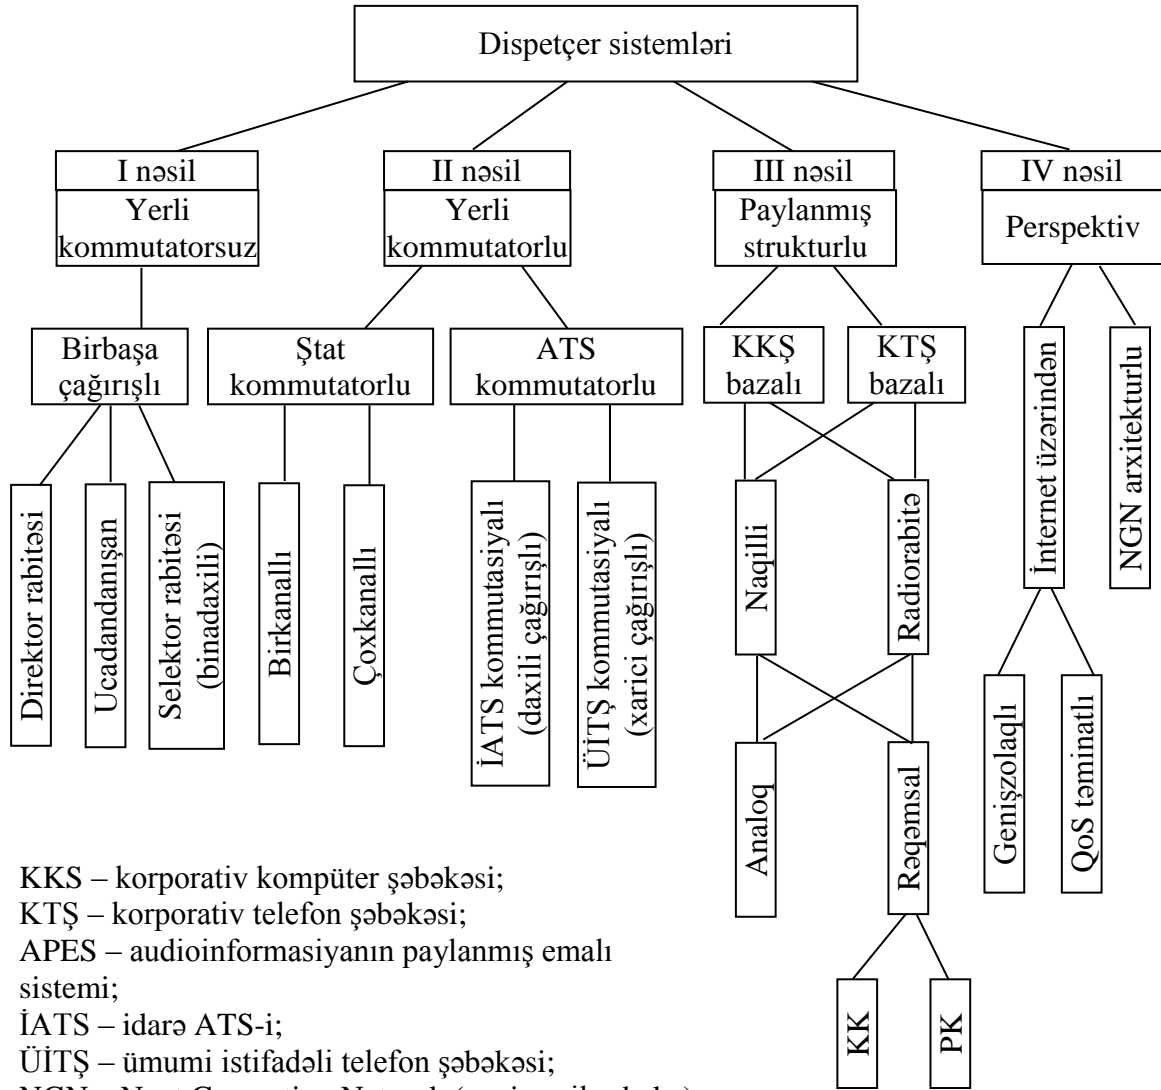 Dispetçer sistemləri
I nəsil
Yerli
kommutatorsuz
II nəsil
Yerli
kommutatorlu
III nəsil
Paylanmış
strukturlu
IV nəsil
Perspektiv
Birbaşa
çağırışlı
Ştat
kommutatorlu
ATS
kommutatorlu
KKŞ
bazalı
KTŞ
bazalı
İnternet üzərindən
NGN arxitekturlu
Direktor rabitəsi
Ucadandanışan
Selektor rabitəsi
(binadaxili)
Birkanallı
Çoxkanallı
İATS kommutasiyalı
(daxili çağırışlı)
ÜİTŞ kommutasiyalı
(xarici çağırışlı)
Naqilli
Radiorabitə
Analoq
Rəqəmsal
Genişzolaqlı
QoS təminatlı
KK
PK
KKS – korporativ kompüter şəbəkəsi;
KTŞ – korporativ telefon şəbəkəsi;
APES – audioinformasiyanın paylanmış emalı
sistemi;
İATS – idarə ATS-i;
ÜİTŞ – ümumi istifadəli telefon şəbəkəsi;